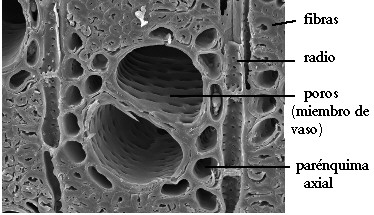 fibras
radio
poros
(miembro de
vaso)
parénquima
axial